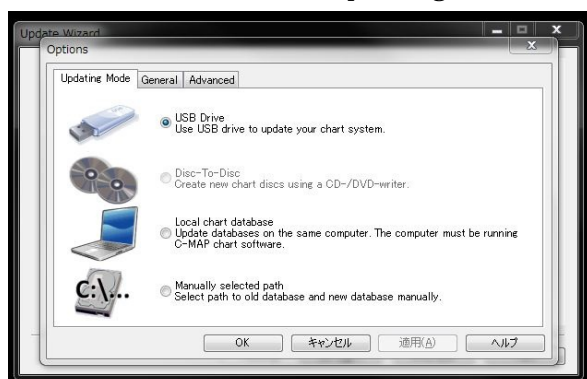 Update Wizard
Options
Updating Mode General Advanced
USB Drive
Use USB drive to update your chart system.
Disc-To-Disc
Create new chart discs using a CD-/DVD-writer.
Local chart database
Update databases on the same computer. The computer must be running
C-MAP chart software.
C:\...
Manually selected path
Select path to old database and new database manually.
OK キャンセル 適用(A) ヘルプ